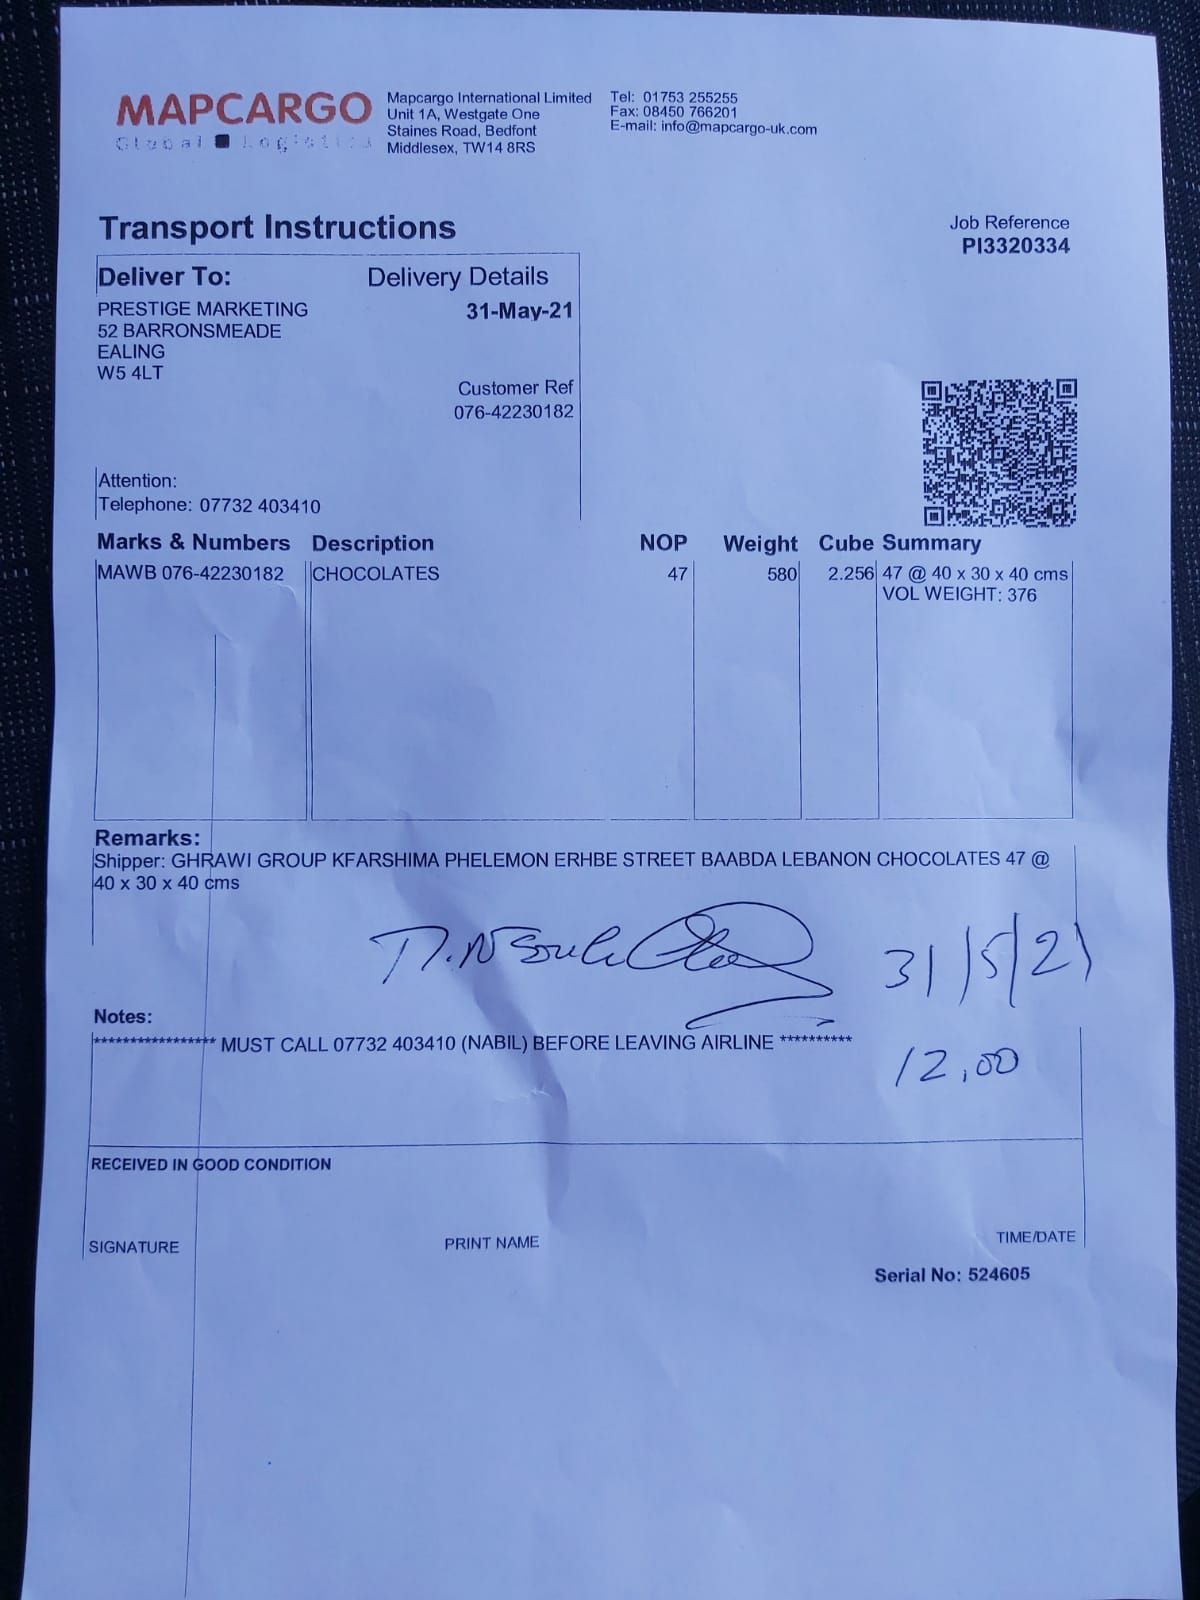 MAPCARGO
Global Logistics
Mapcargo International Limited
Unit 1A, Westgate One
Staines Road, Bedfont
Middlesex, TW14 8RS
Tel: 01753 255255
Fax: 08450 766201
E-mail: info@mapcargo-uk.com
Transport Instructions
Job Reference
PI3320334
Deliver To:
PRESTIGE MARKETING
52 BARRONSMEADE
EALING
W5 4LT
Delivery Details
31-May-21
Customer Ref
076-42230182
Attention:
Telephone: 07732 403410
Marks & Numbers Description NOP Weight Cube Summary
MAWB 076-42230182 CHOCOLATES 47 580 2.256 47 @ 40 x 30 x 40 cms
VOL WEIGHT: 376
Remarks:
Shipper: GHRAWI GROUP KFARSHIMA PHELEMON ERHBE STREET BAABDA LEBANON CHOCOLATES 47 @
40 x 30 x 40 cms
31/5/21
Notes:
***************** MUST CALL 07732 403410 (NABIL) BEFORE LEAVING AIRLINE **********
12,00
RECEIVED IN GOOD CONDITION
SIGNATURE PRINT NAME TIME/DATE
Serial No: 524605